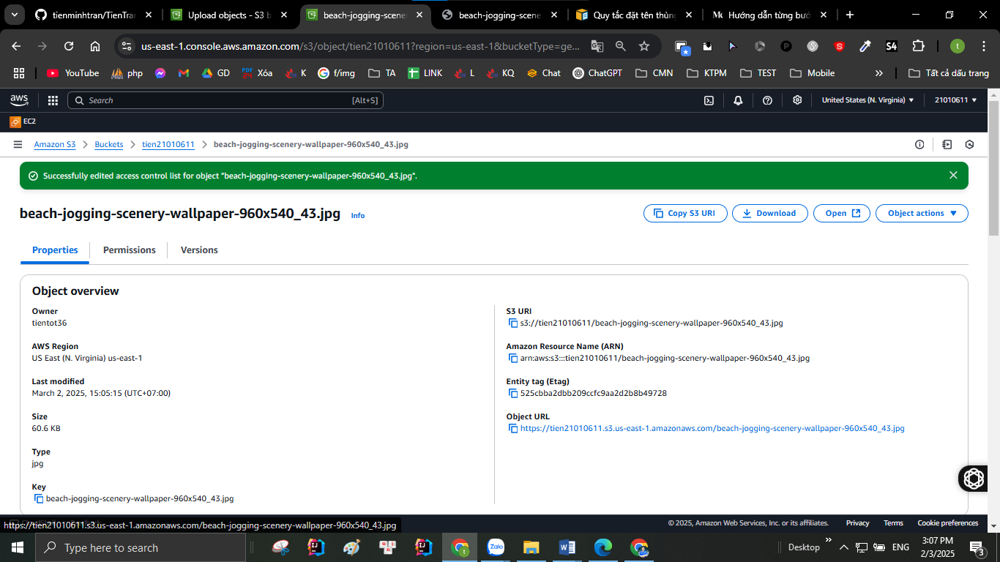 tienminhtran/TienTran
Upload objects - S3 b
beach-jogging-scene
beach-jogging-scene
Quy tắc đặt tên thùn
Hướng dẫn từng bướ
us-east-1.console.aws.amazon.com/s3/object/tien21010611?region=us-east-1&bucketType=ge...
S4
t
YouTube
php
GD
PDF
24
Xóa
K
f/img
TA
LINK
L
KQ
Chat
ChatGPT
CMN
KTPM
TEST
Mobile
Tất cả dấu trang
aws
Search
[Alt+S]
United States (N. Virginia)
21010611
EC2
Amazon S3 > Buckets > tien21010611 > beach-jogging-scenery-wallpaper-960x540_43.jpg
Successfully edited access control list for object "beach-jogging-scenery-wallpaper-960x540_43.jpg".
beach-jogging-scenery-wallpaper-960x540_43.jpg
Info
Copy S3 URI
Download
Open
Object actions
Properties
Permissions
Versions
Object overview
Owner
tientot36
AWS Region
US East (N. Virginia) us-east-1
Last modified
March 2, 2025, 15:05:15 (UTC+07:00)
Size
60.6 KB
Type
jpg
Key
beach-jogging-scenery-wallpaper-960x540_43.jpg
S3 URI
s3://tien21010611/beach-jogging-scenery-wallpaper-960x540_43.jpg
Amazon Resource Name (ARN)
arn:aws:s3:::tien21010611/beach-jogging-scenery-wallpaper-960x540_43.jpg
Entity tag (Etag)
525cbba2dbb209ccfc9aa2d2b8b49728
Object URL
https://tien21010611.s3.us-east-1.amazonaws.com/beach-jogging-scenery-wallpaper-960x540_43.jpg
https://tien21010611.s3.us-east-1.amazonaws.com/beach-jogging-scenery-wallpaper-960x540_43.jpg
© 2025, Amazon Web Services, Inc. or its affiliates.
Privacy
Terms
Cookie preferences
Type here to search
Zalo
Desktop
ENG
3:07 PM
2/3/2025
3